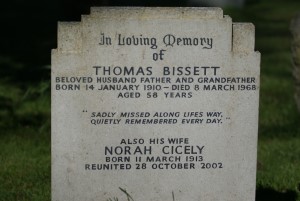 In Loving Memory
of
THOMAS BISSETT
BELOVED HUSBAND FATHER AND GRANDFATHER
BORN 14 JANUARY 1910 – DIED 8 MARCH 1968
AGED 58 YEARS
"SADLY MISSED ALONG LIFES WAY,
QUIETLY REMEMBERED EVERY DAY."
ALSO HIS WIFE
NORAH CICELY
BORN 11 MARCH 1913
REUNITED 28 OCTOBER 2002